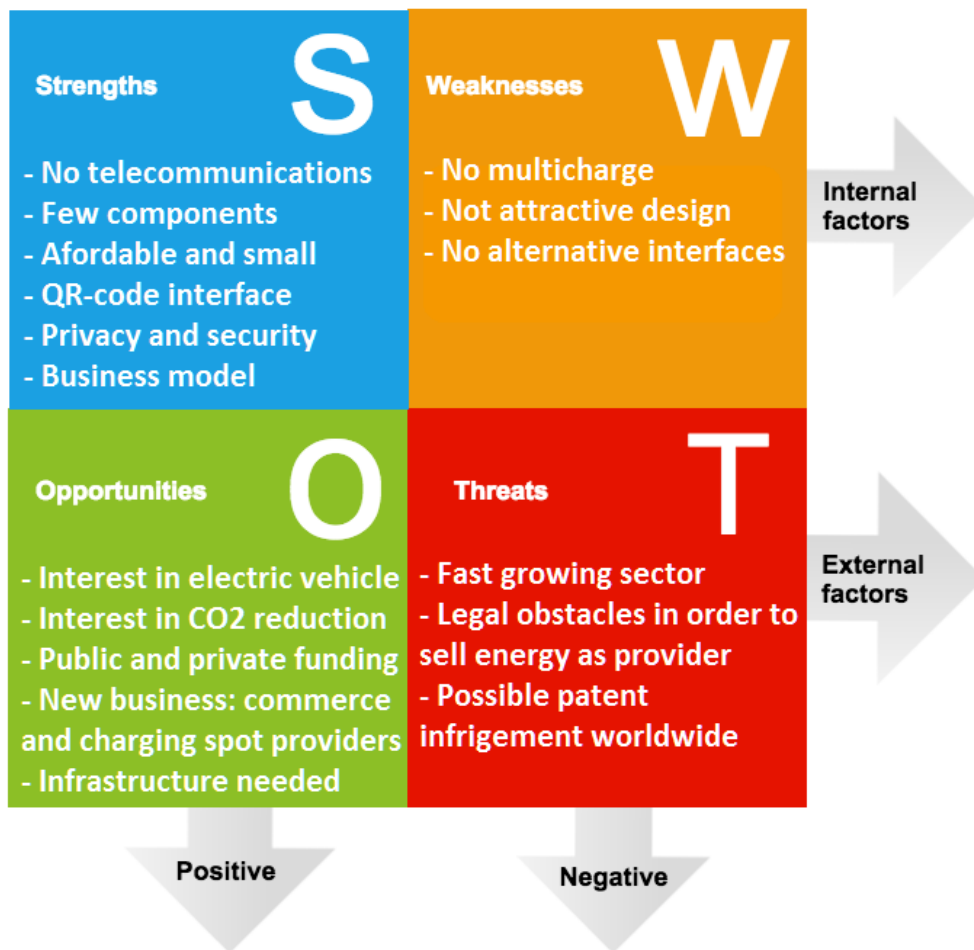 Strengths
S
- No telecommunications
- Few components
- Afordable and small
- QR-code interface
- Privacy and security
- Business model
Weaknesses
W
- No multicharge
- Not attractive design
- No alternative interfaces
Internal
factors
Opportunities
O
- Interest in electric vehicle
- Interest in CO2 reduction
- Public and private funding
- New business: commerce
and charging spot providers
- Infrastructure needed
Threats
T
- Fast growing sector
- Legal obstacles in order to
sell energy as provider
- Possible patent
infrigement worldwide
External
factors
Positive
Negative